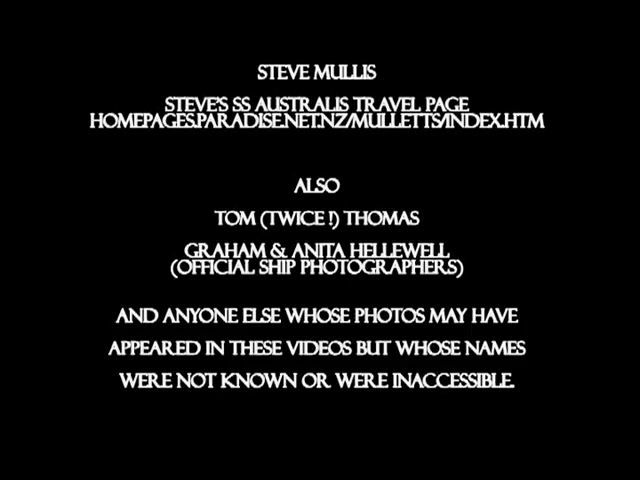 STEVE MULLIS
STEVE'S SS AUSTRALIS TRAVEL PAGE
HOMEPAGES.PARADISE.NET.NZ/MULLETTS/INDEX.HTM
ALSO
TOM (TWICE !) THOMAS
GRAHAM & ANITA HELLEWELL
(OFFICIAL SHIP PHOTOGRAPHERS)
AND ANYONE ELSE WHOSE PHOTOS MAY HAVE
APPEARED IN THESE VIDEOS BUT WHOSE NAMES
WERE NOT KNOWN OR WERE INACCESSIBLE.